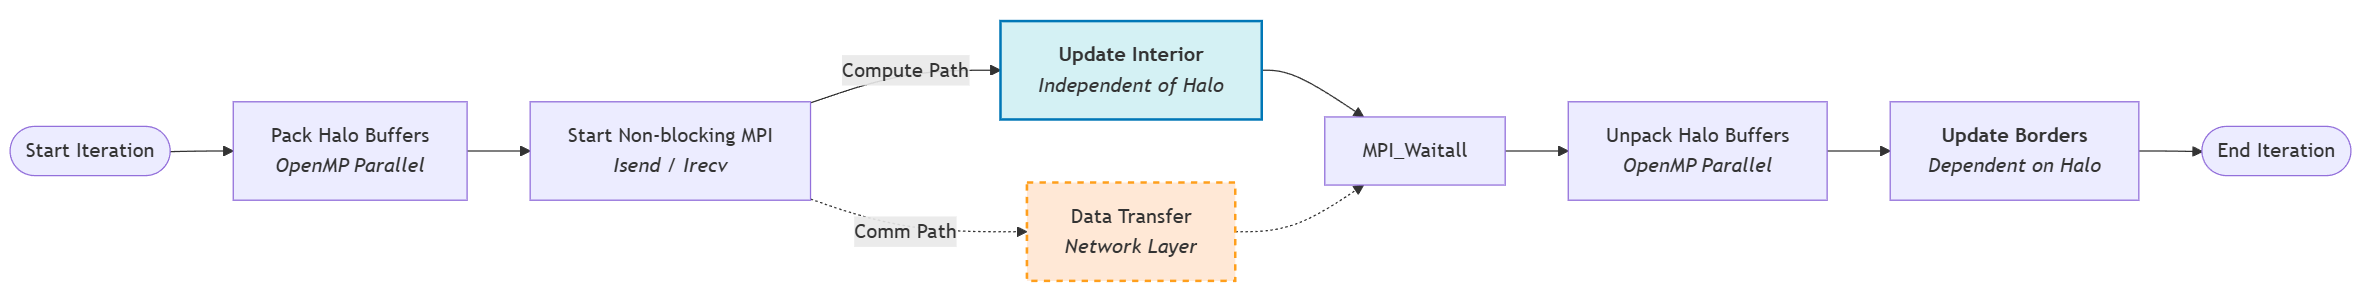 Start Iteration
Pack Halo Buffers
OpenMP Parallel
Start Non-blocking MPI
Isend / Irecv
Compute Path
Comm Path
Update Interior
Independent of Halo
Data Transfer
Network Layer
MPI_Waitall
Unpack Halo Buffers
OpenMP Parallel
Update Borders
Dependent on Halo
End Iteration